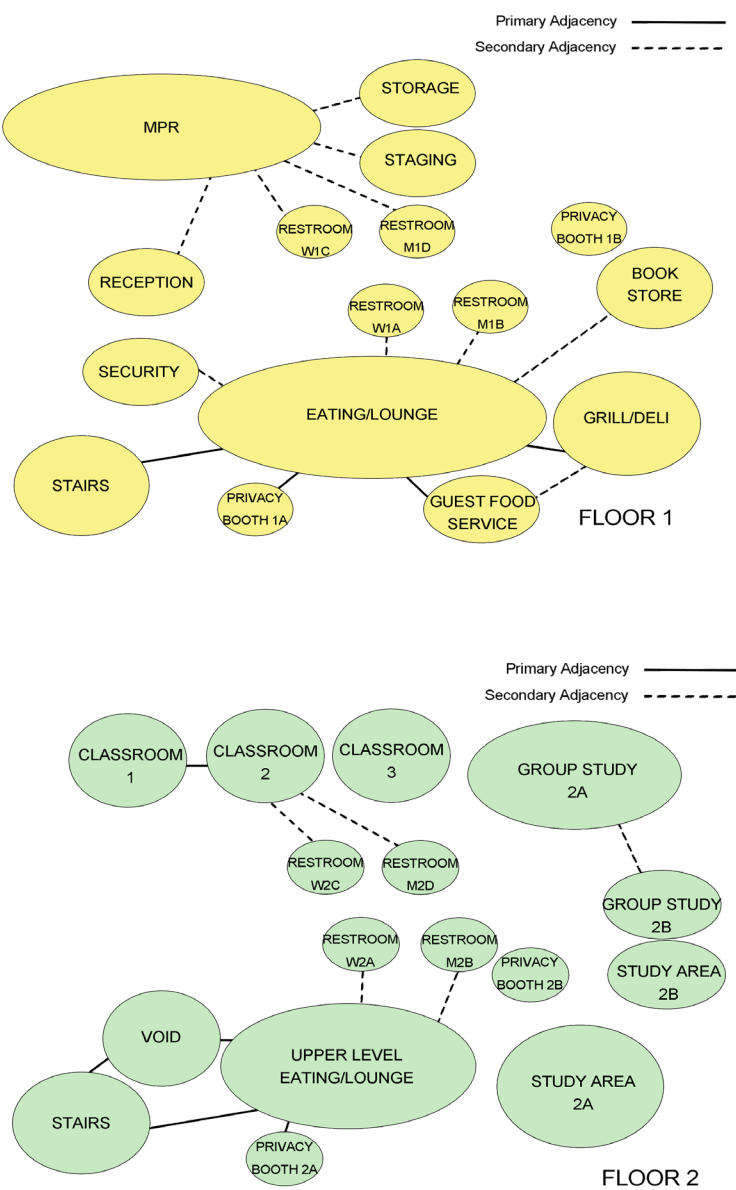 Primary Adjacency
Secondary Adjacency
STORAGE
MPR
STAGING
RESTROOM
W1C
RESTROOM
M1D
PRIVACY
BOOTH 1B
RECEPTION
BOOK
STORE
RESTROOM
W1A
RESTROOM
M1B
SECURITY
EATING/LOUNGE
GRILL/DELI
STAIRS
PRIVACY
BOOTH 1A
GUEST FOOD
SERVICE
FLOOR 1
Primary Adjacency
Secondary Adjacency
CLASSROOM
1
CLASSROOM
2
CLASSROOM
3
GROUP STUDY
2A
RESTROOM
W2C
RESTROOM
M2D
GROUP STUDY
2B
RESTROOM
W2A
RESTROOM
M2B
PRIVACY
BOOTH 2B
STUDY AREA
2B
VOID
UPPER LEVEL
EATING/LOUNGE
STUDY AREA
2A
STAIRS
PRIVACY
BOOTH 2A
FLOOR 2